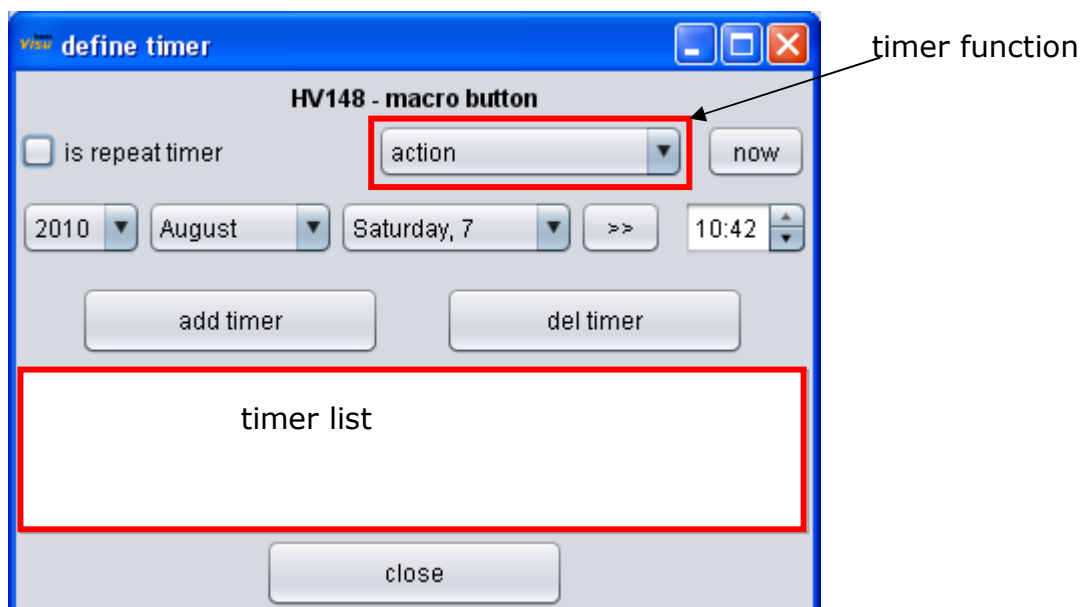 visu define timer
timer function
HV148 - macro button
is repeat timer action now
2010 August Saturday, 7 >> 10:42
add timer del timer
timer list
close